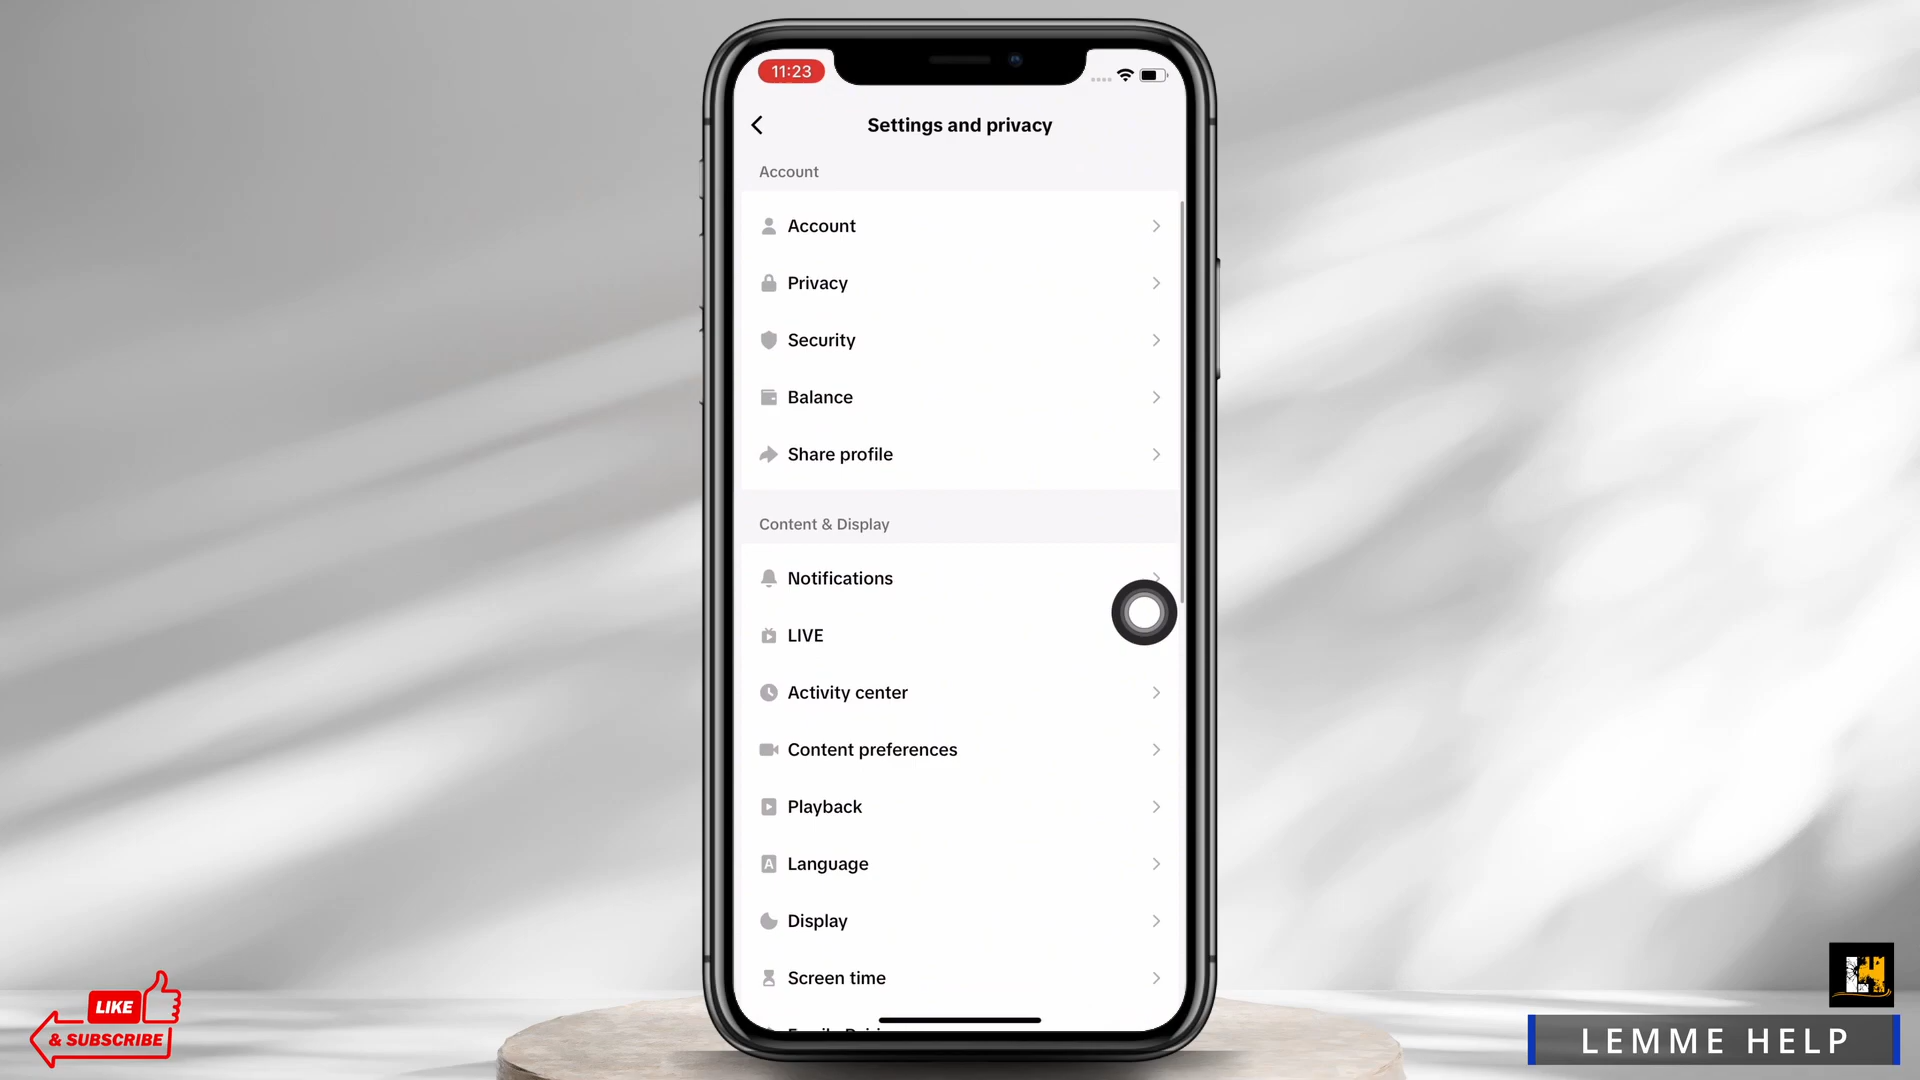 11:23
Settings and privacy
Account
Account
Privacy
Security
Balance
Share profile
Content & Display
Notifications
LIVE
Activity center
Content preferences
Playback
Language
Display
Screen time
LIKE
& SUBSCRIBE
LEMME HELP